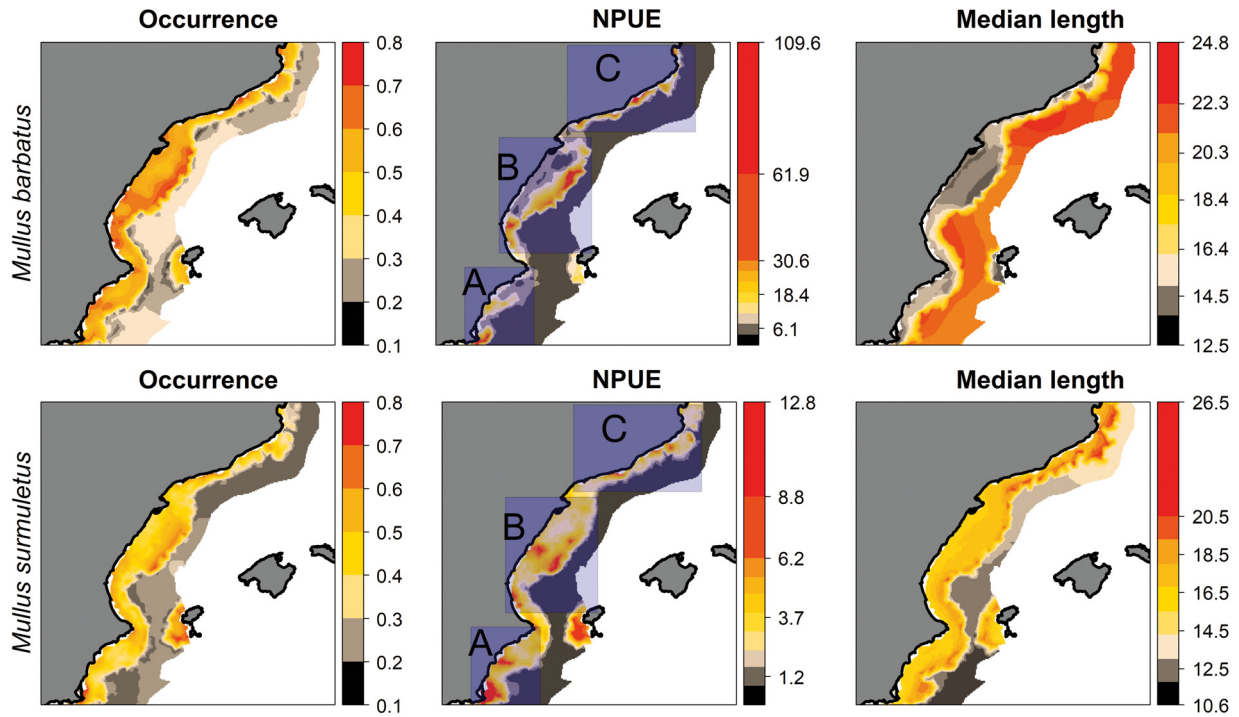 Occurrence
NPUE
Median length
Mullus barbatus
0.8
0.7
0.6
0.5
0.4
0.3
0.2
0.1
A
B
C
109.6
61.9
30.6
18.4
6.1
24.8
22.3
20.3
18.4
16.4
14.5
12.5
Occurrence
NPUE
Median length
Mullus surmuletus
0.8
0.7
0.6
0.5
0.4
0.3
0.2
0.1
A
B
C
12.8
8.8
6.2
3.7
1.2
26.5
20.5
18.5
16.5
14.5
12.5
10.6